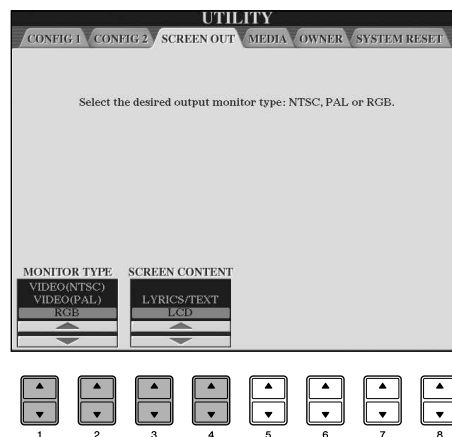 UTILITY
CONFIG 1 CONFIG 2 SCREEN OUT MEDIA OWNER SYSTEM RESET
Select the desired output monitor type: NTSC, PAL or RGB.
MONITOR TYPE SCREEN CONTENT
VIDEO(NTSC)
VIDEO(PAL) LYRICS/TEXT
RGB LCD
1 2 3 4 5 6 7 8